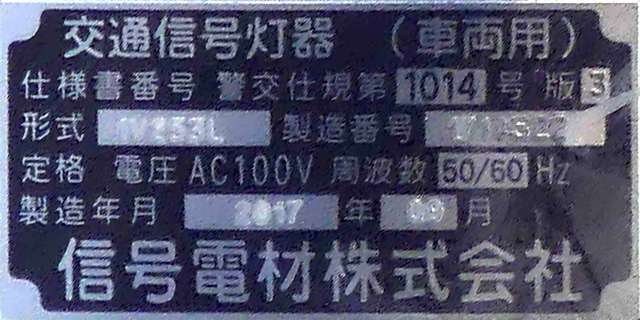 交通信号灯器 (車両用)
仕様書番号 警交仕規第 1014 号 版 3
形式 製造番号
定格 電圧 AC100V 周波数 50/60 Hz
製造年月 2017 年 09 月
信号電材株式会社